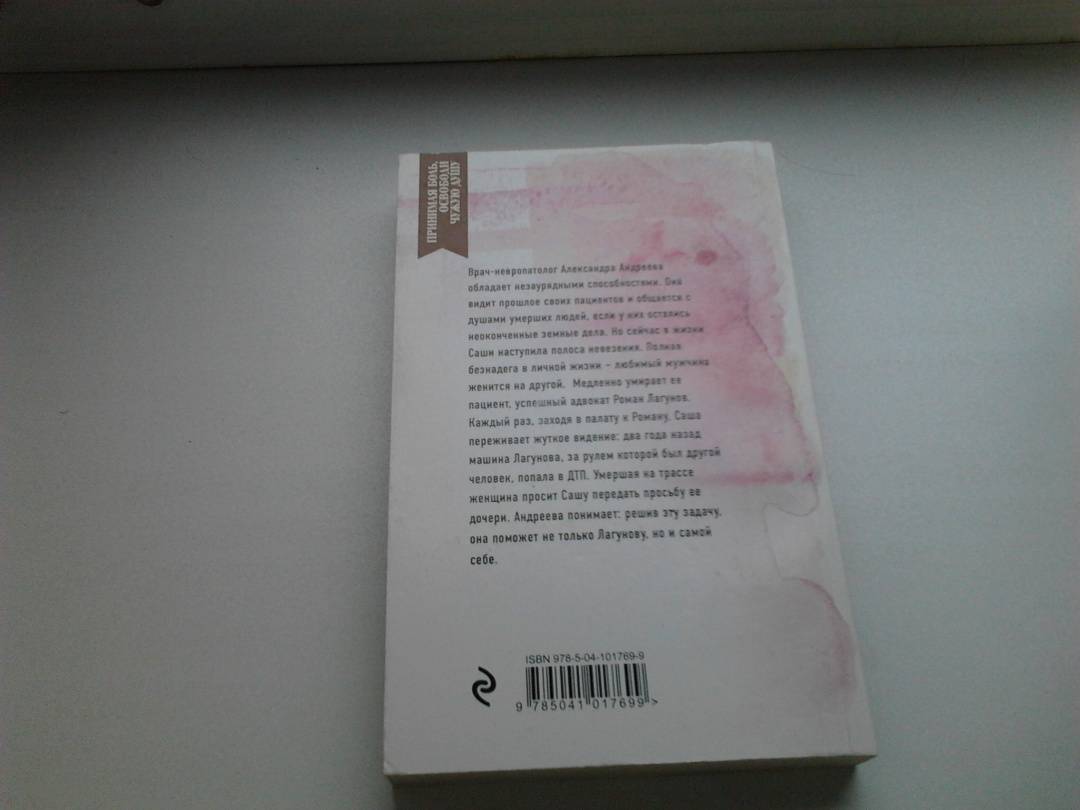 ПРИНИМАЯ БОЛЬ,
ОСВОБОДИ
ЧУЖУЮ ДУШУ
Врач-невропатолог Александра Андреева
обладает незаурядными способностями. Она
видит прошлое своих пациентов и общается с
душами умерших людей, если у них остались
неоконченные земные дела. Но сейчас в жизни
Саши наступила полоса невезения. Полная
безнадега в личной жизни – любимый мужчина
женится на другой. Медленно умирает ее
пациент, успешный адвокат Роман Лагунов.
Каждый раз, заходя в палату к Роману, Саша
переживает жуткое видение: два года назад
машина Лагунова, за рулем которой был другой
человек, попала в ДТП. Умершая на трассе
женщина просит Сашу передать просьбу ее
дочери. Андреева понимает: решив эту задачу,
она поможет не только Лагунову, но и самой
себе.
ISBN 978-5-04-101769-9
9 785041 017699 >